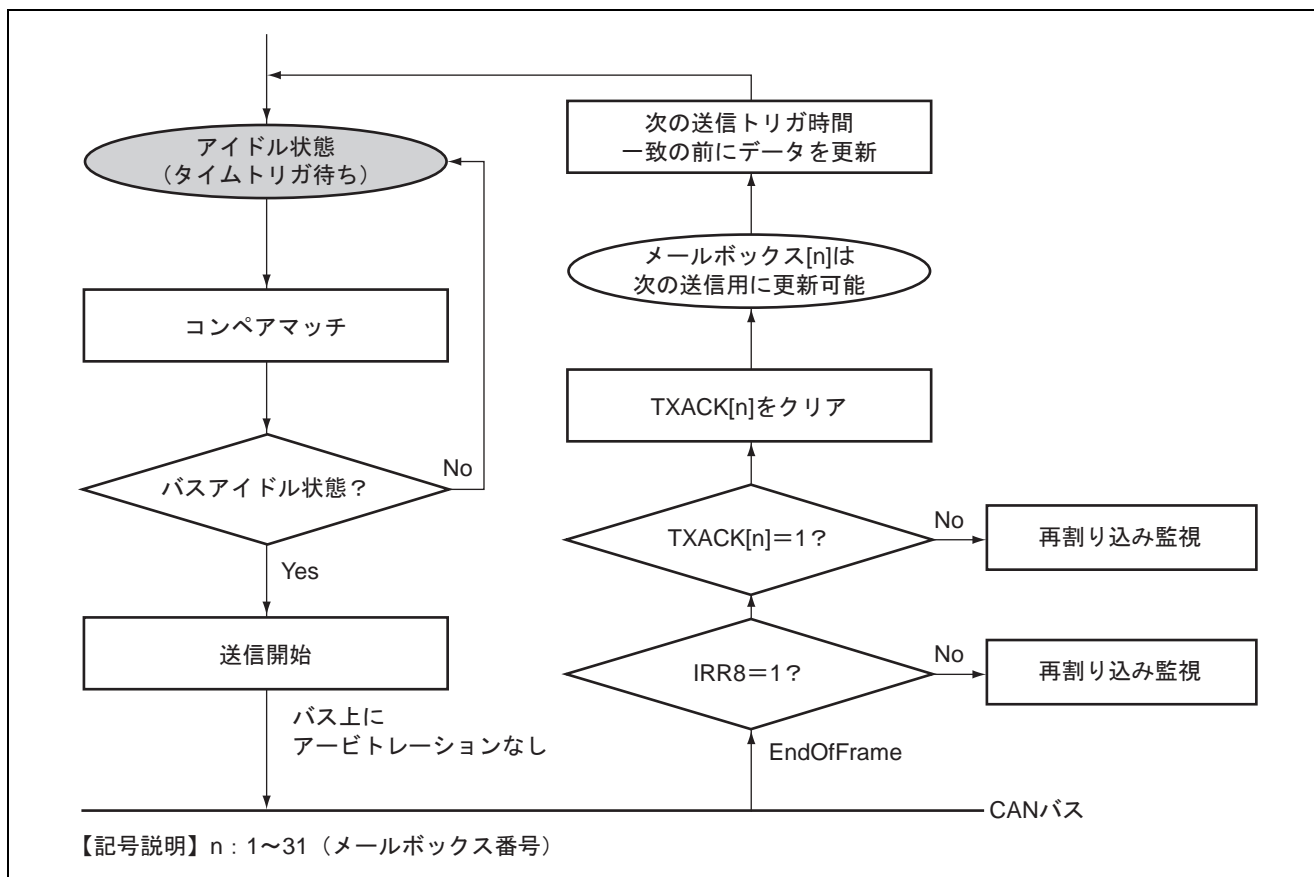 アイドル状態
（タイムトリガ待ち）
コンペアマッチ
バスアイドル状態？
No
Yes
送信開始
バス上に
アービトレーションなし
次の送信トリガ時間
一致の前にデータを更新
メールボックス[n]は
次の送信用に更新可能
TXACK[n]をクリア
TXACK[n]＝1？
No
再割り込み監視
IRR8＝1？
No
再割り込み監視
EndOfFrame
CANバス
【記号説明】n：1～31（メールボックス番号）